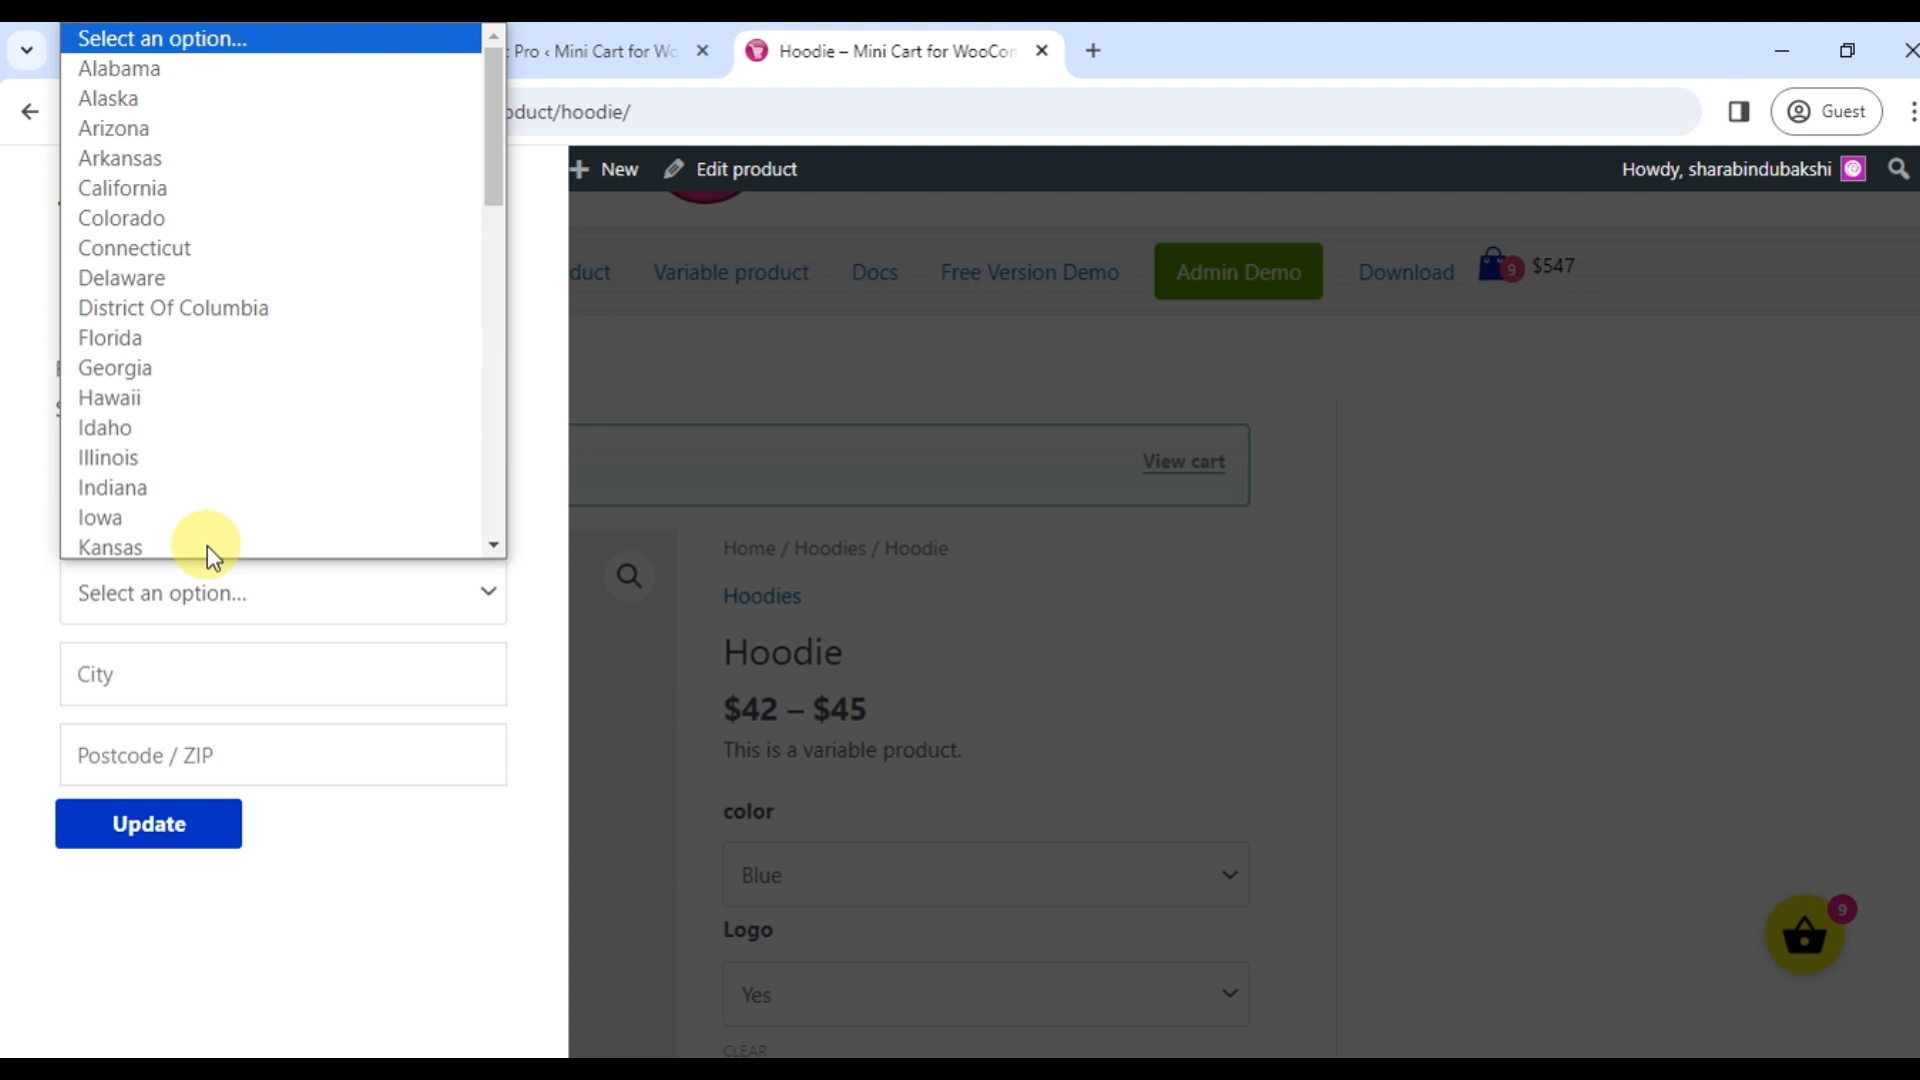 Select an option...
Alabama
Alaska
Arizona
Arkansas
California
Colorado
Connecticut
Delaware
District Of Columbia
Florida
Georgia
Hawaii
Idaho
Illinois
Indiana
Iowa
Kansas
Select an option...
City
Postcode / ZIP
Update
Pro ‹ Mini Cart for Wo
Hoodie – Mini Cart for WooCor
oduct/hoodie/
Guest
New
Edit product
Howdy, sharabindubakshi
duct
Variable product
Docs
Free Version Demo
Admin Demo
Download
9
$547
View cart
Home / Hoodies / Hoodie
Hoodies
Hoodie
$42 – $45
This is a variable product.
color
Blue
Logo
Yes
CLEAR
9